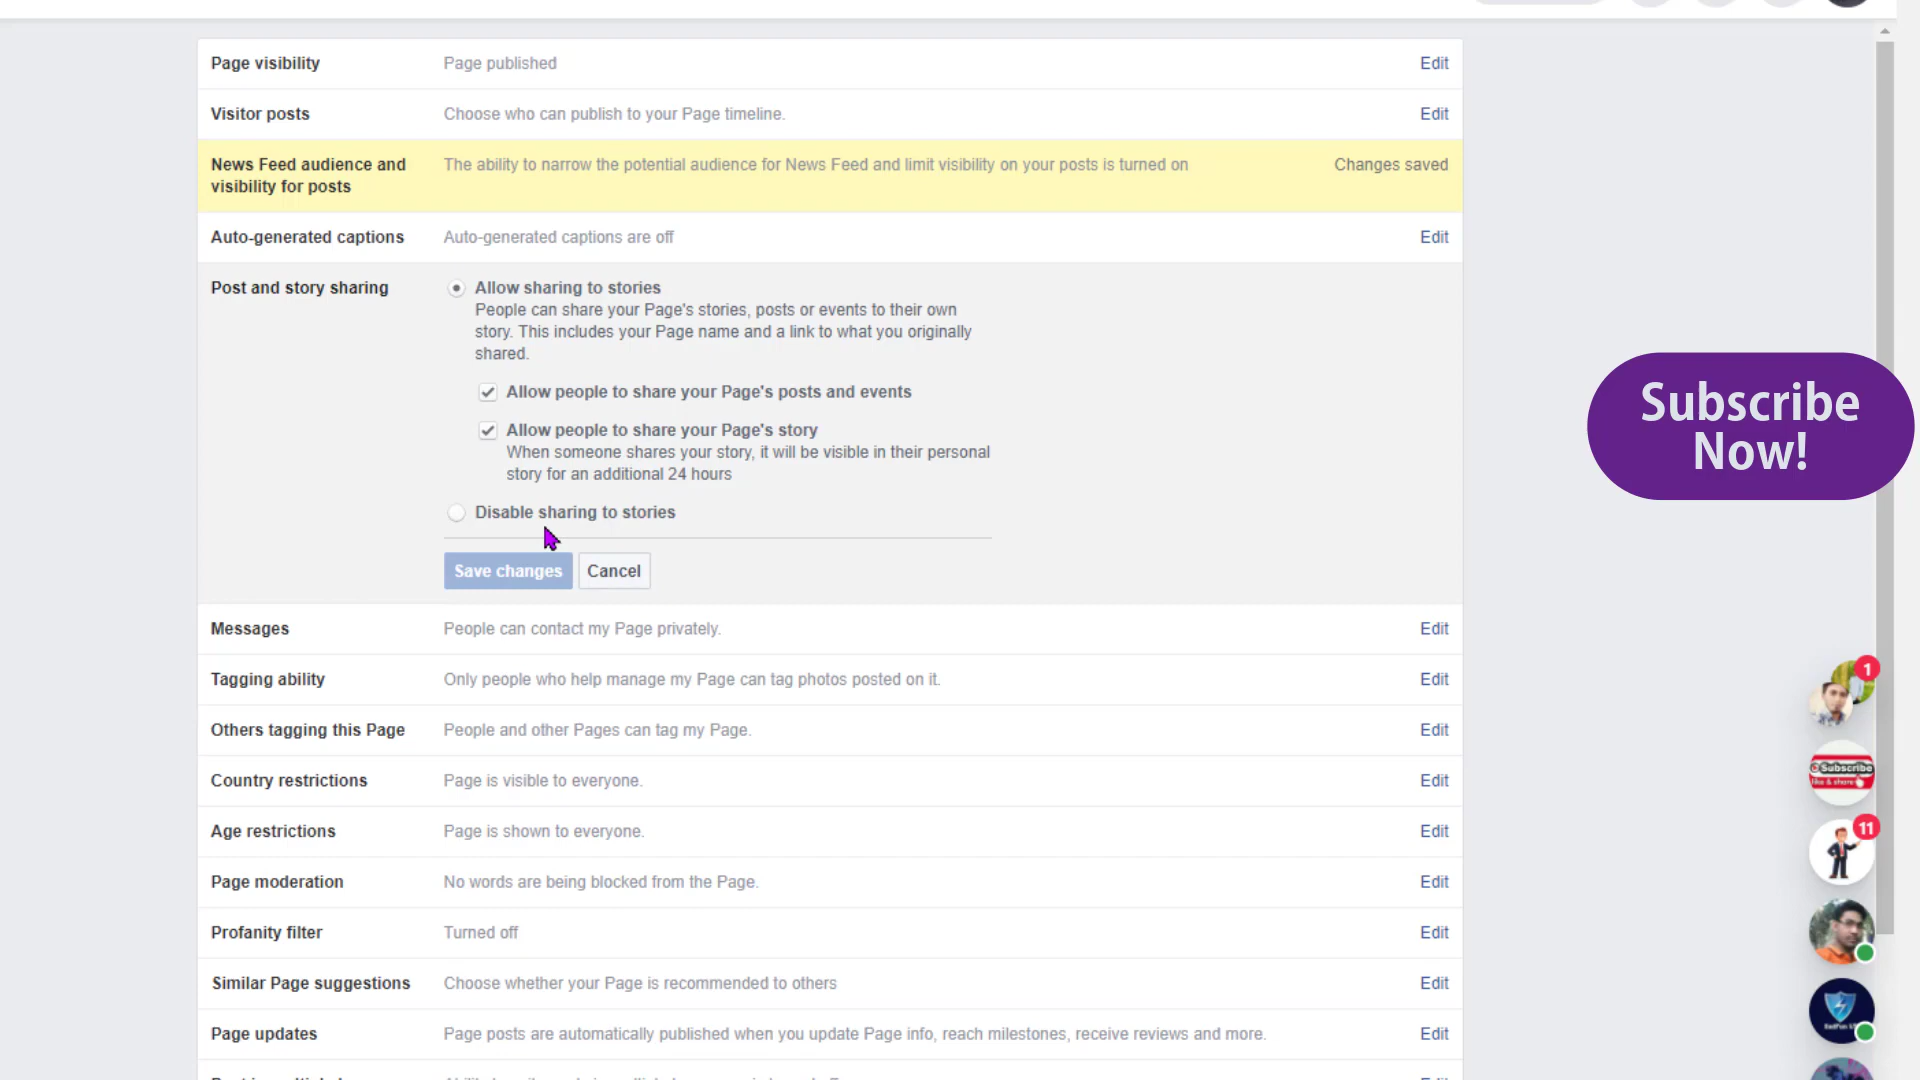 Page visibility
Page published
Edit
Visitor posts
Choose who can publish to your Page timeline.
Edit
News Feed audience and
visibility for posts
The ability to narrow the potential audience for News Feed and limit visibility on your posts is turned on
Changes saved
Auto-generated captions
Auto-generated captions are off
Edit
Post and story sharing
Allow sharing to stories
People can share your Page's stories, posts or events to their own
story. This includes your Page name and a link to what you originally
shared.
Allow people to share your Page's posts and events
Allow people to share your Page's story
When someone shares your story, it will be visible in their personal
story for an additional 24 hours
Disable sharing to stories
Save changes
Cancel
Subscribe
Now!
Messages
People can contact my Page privately.
Edit
Tagging ability
Only people who help manage my Page can tag photos posted on it.
Edit
Others tagging this Page
People and other Pages can tag my Page.
Edit
Country restrictions
Page is visible to everyone.
Edit
Age restrictions
Page is shown to everyone.
Edit
Page moderation
No words are being blocked from the Page.
Edit
Profanity filter
Turned off
Edit
Similar Page suggestions
Choose whether your Page is recommended to others
Edit
Page updates
Page posts are automatically published when you update Page info, reach milestones, receive reviews and more.
Edit
1
Subscribe
like & share
11